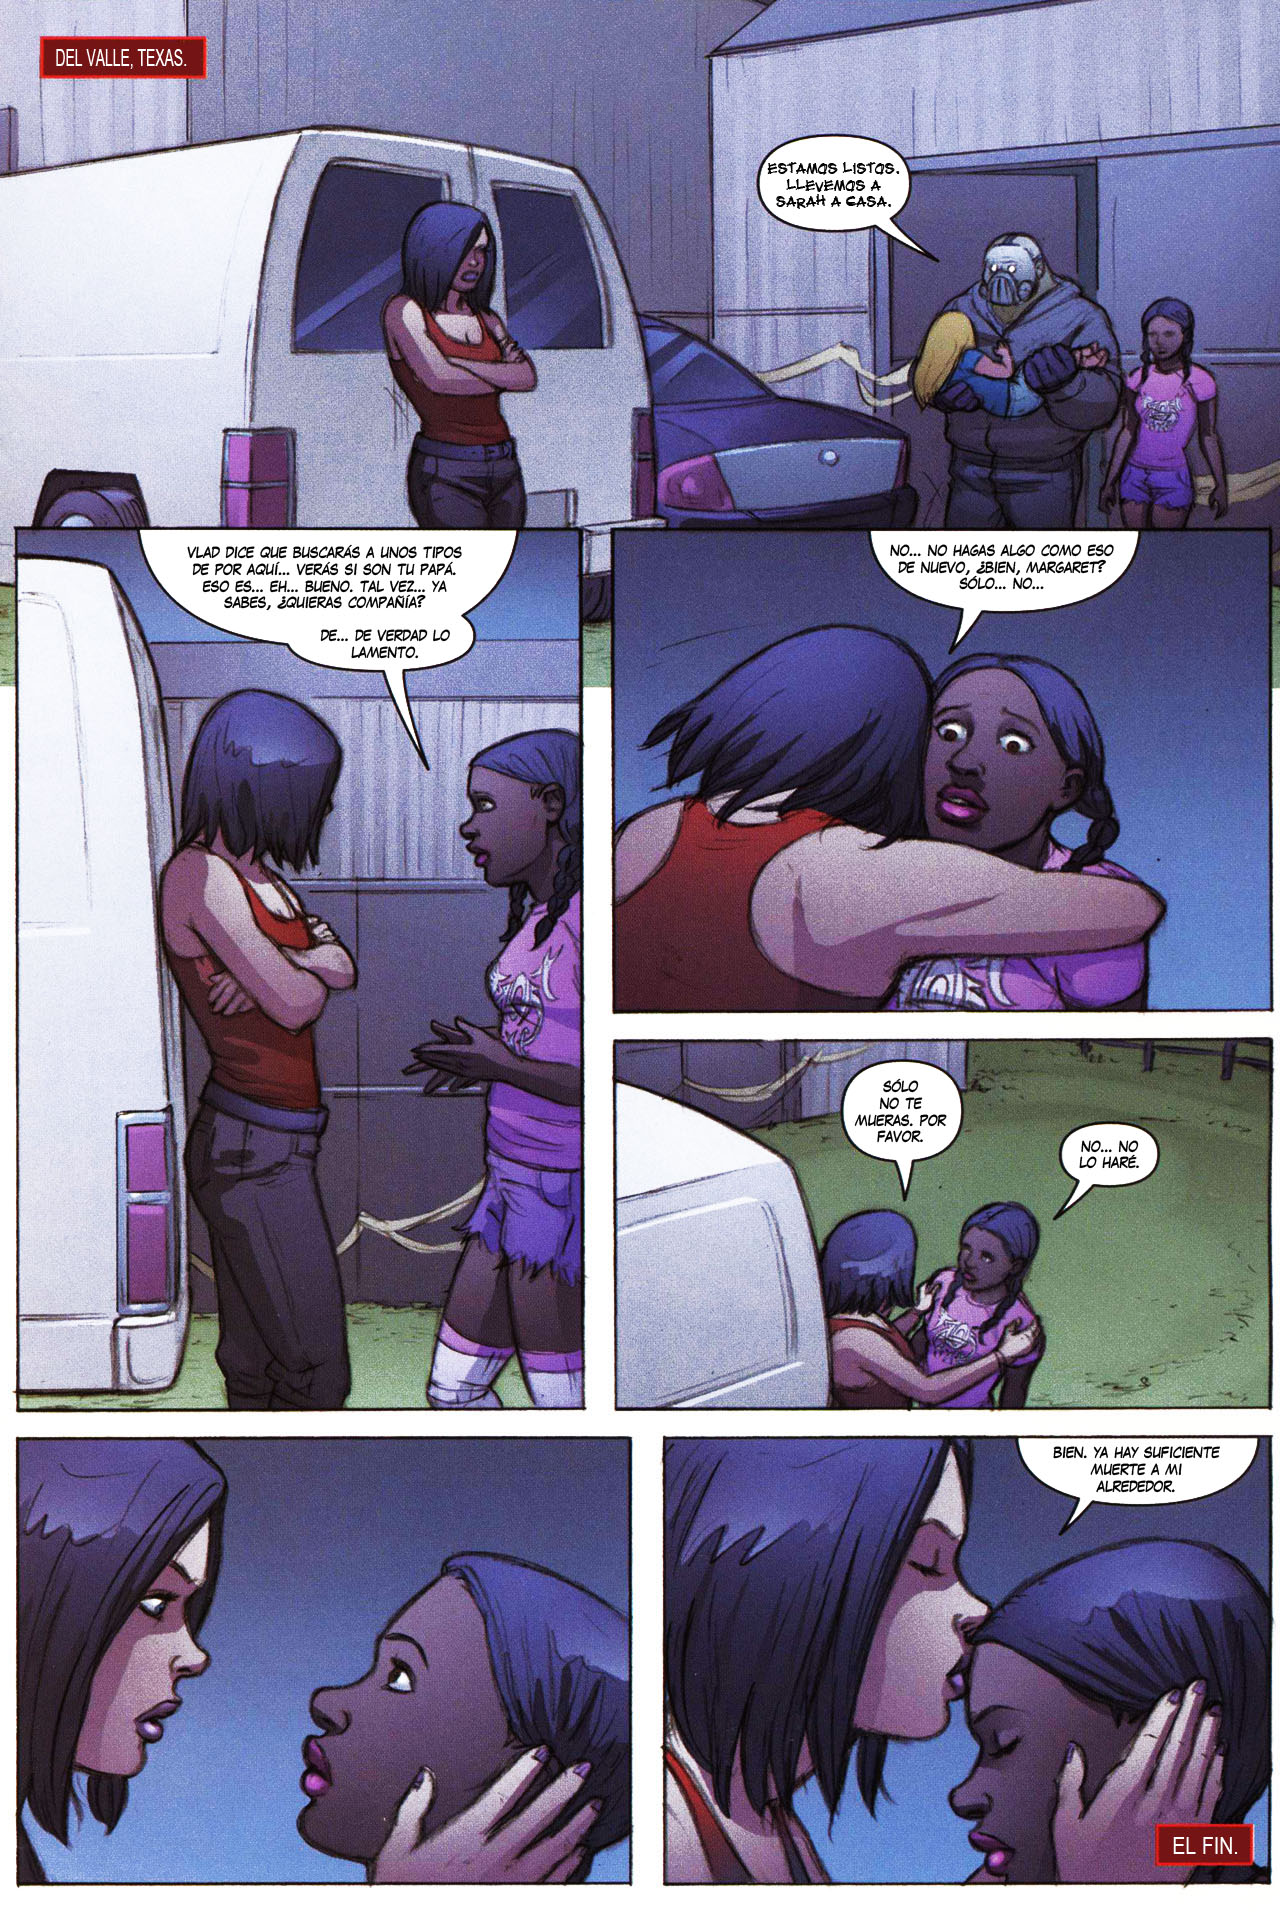 DEL VALLE, TEXAS.
ESTAMOS LISTOS.
LLEVEMOS A
SARAH A CASA.
VLAD DICE QUE BUSCARÁS A UNOS TIPOS
DE POR AQUÍ... VERÁS SI SON TU PAPÁ.
ESO ES... EH... BUENO. TAL VEZ... YA
SABES, ¿QUIERAS COMPAÑÍA?
DE... DE VERDAD LO
LAMENTO.
NO... NO HAGAS ALGO COMO ESO
DE NUEVO, ¿BIEN, MARGARET?
SÓLO... NO...
SÓLO
NO TE
MUERAS. POR
FAVOR.
NO... NO
LO HARÉ.
BIEN. YA HAY SUFICIENTE
MUERTE A MI
ALREDEDOR.
EL FIN.